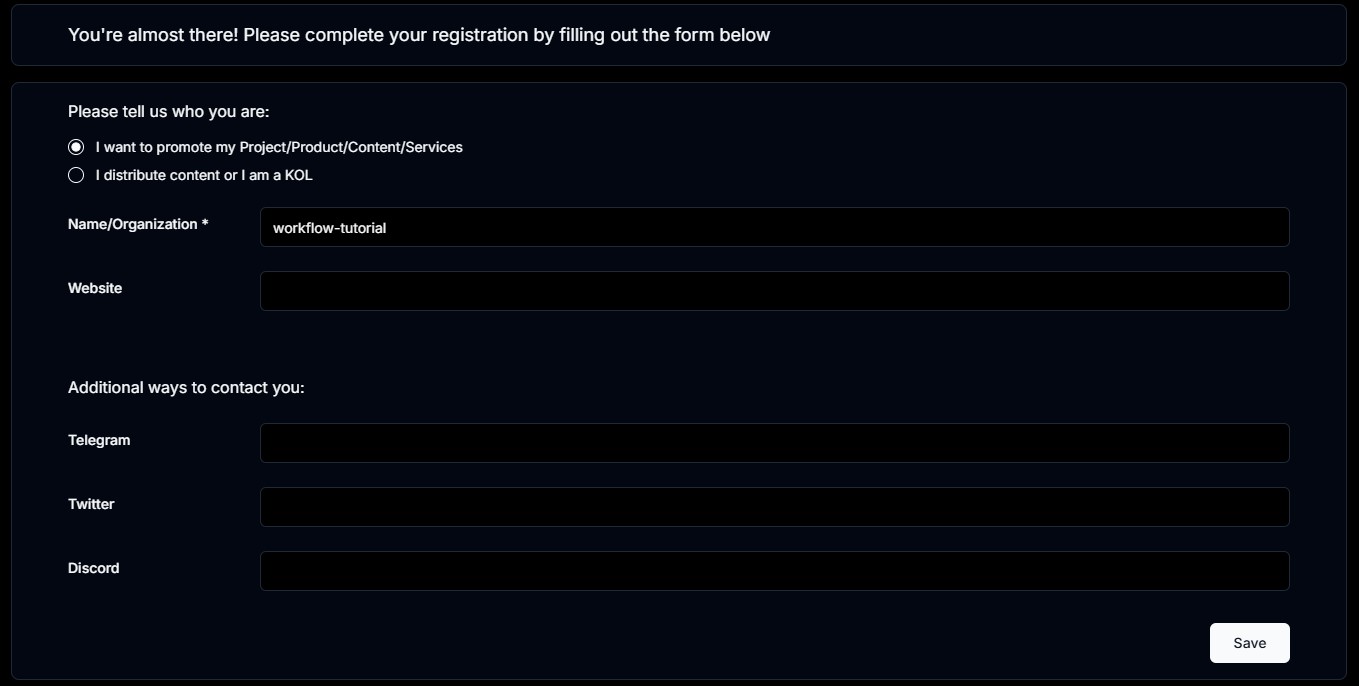 You're almost there! Please complete your registration by filling out the form below
Please tell us who you are:
I want to promote my Project/Product/Content/Services
I distribute content or I am a KOL
Name/Organization *
workflow-tutorial
Website
Additional ways to contact you:
Telegram
Twitter
Discord
Save